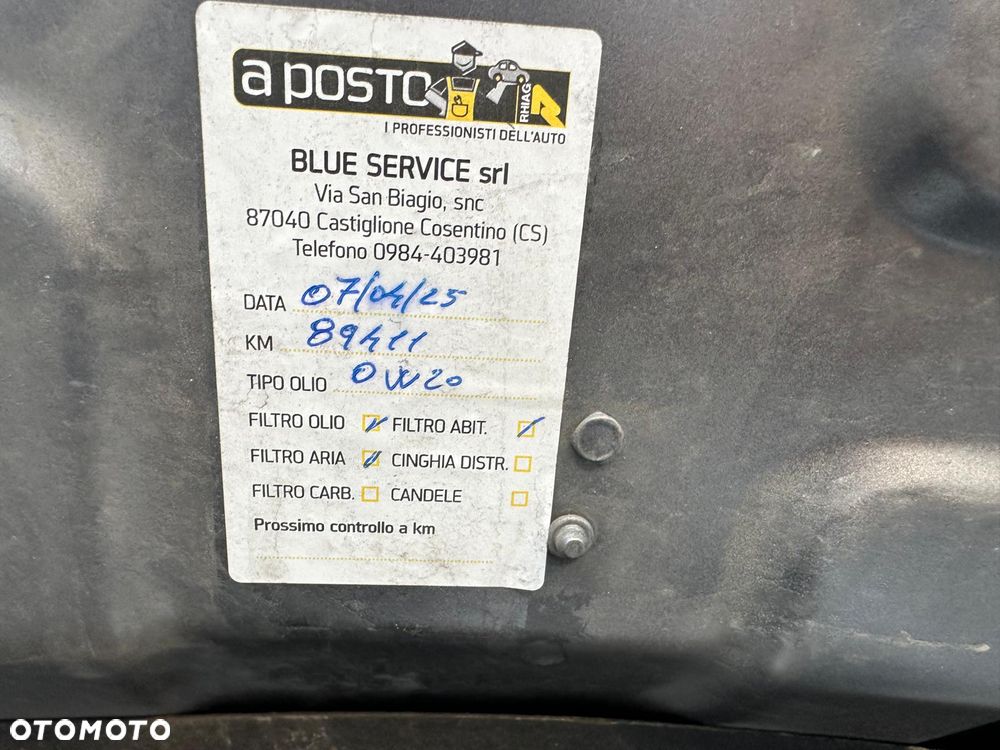 a posto
RHIAG
I PROFESSIONISTI DELL'AUTO
BLUE SERVICE srl
Via San Biagio, snc
87040 Castiglione Cosentino (CS)
Telefono 0984-403981
DATA 07/04/25
KM 89411
TIPO OLIO 0W20
FILTRO OLIO FILTRO ABIT.
FILTRO ARIA CINGHIA DISTR.
FILTRO CARB. CANDELE
Prossimo controllo a km
OTOMOTO